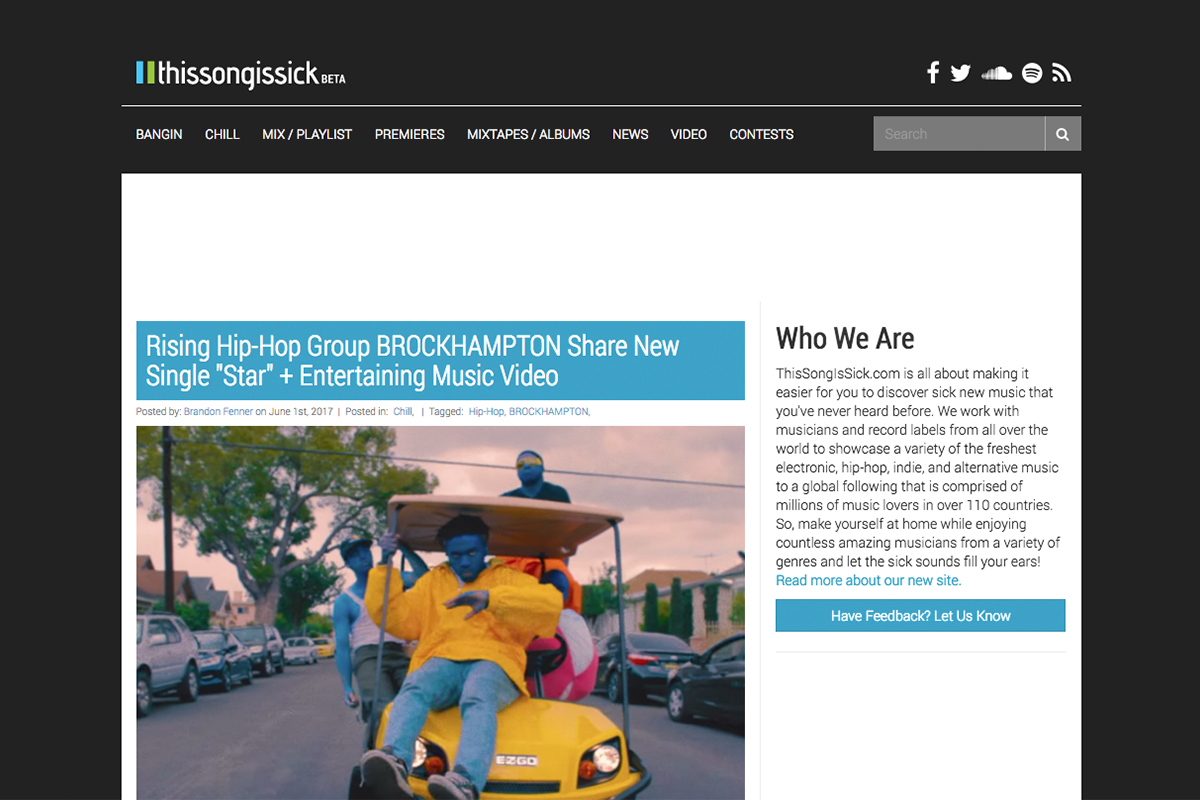 thissongissick BETA
BANGIN CHILL MIX / PLAYLIST PREMIERES MIXTAPES / ALBUMS NEWS VIDEO CONTESTS
Search
Rising Hip-Hop Group BROCKHAMPTON Share New
Single "Star" + Entertaining Music Video
Posted by: Brandon Fenner on June 1st, 2017 | Posted in: Chill, | Tagged: Hip-Hop, BROCKHAMPTON,
EZGO
Who We Are
ThisSongIsSick.com is all about making it
easier for you to discover sick new music that
you've never heard before. We work with
musicians and record labels from all over the
world to showcase a variety of the freshest
electronic, hip-hop, indie, and alternative music
to a global following that is comprised of
millions of music lovers in over 110 countries.
So, make yourself at home while enjoying
countless amazing musicians from a variety of
genres and let the sick sounds fill your ears!
Read more about our new site.
Have Feedback? Let Us Know